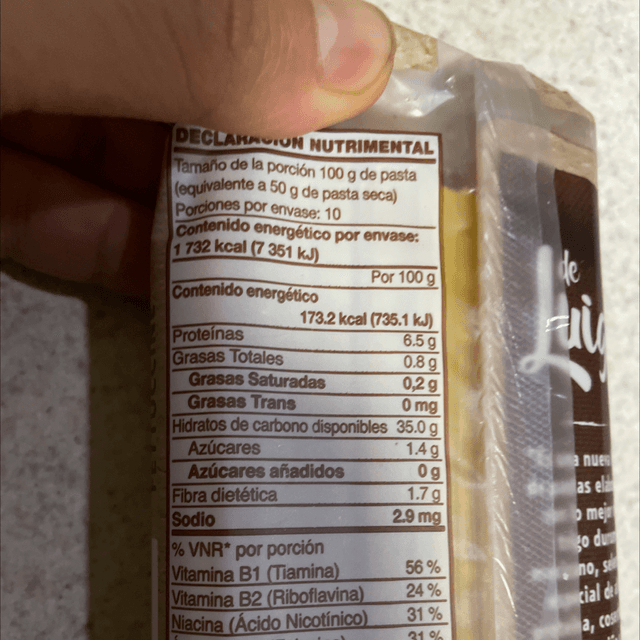 DECLARACIÓN NUTRIMENTAL
Tamaño de la porción 100 g de pasta
(equivalente a 50 g de pasta seca)
Porciones por envase: 10
Contenido energético por envase:
1 732 kcal (7 351 kJ)
Por 100 g
Contenido energético
173.2 kcal (735.1 kJ)
Proteínas 6.5 g
Grasas Totales 0.8 g
Grasas Saturadas 0,2 g
Grasas Trans 0 mg
Hidratos de carbono disponibles 35.0 g
Azúcares 1.4 g
Azúcares añadidos 0 g
Fibra dietética 1.7 g
Sodio 2.9 mg
% VNR* por porción
Vitamina B1 (Tiamina) 56 %
Vitamina B2 (Riboflavina) 24 %
Niacina (Ácido Nicotínico) 31 %
31 %
de